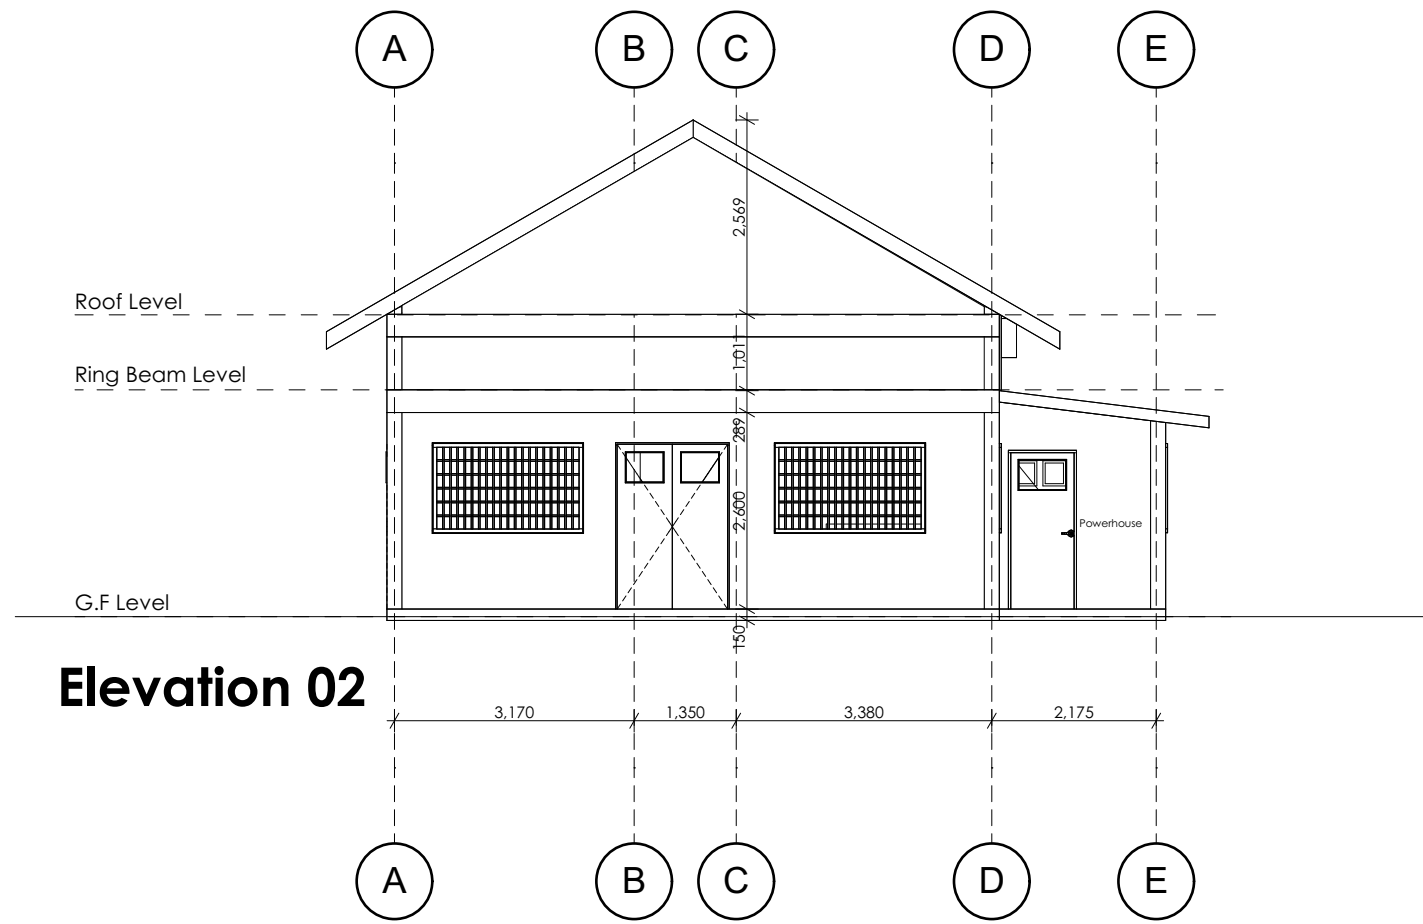 A B C D E
2,569
Roof Level
1,011
Ring Beam Level
289
2,600
Powerhouse
G.F Level
150
Elevation 02
3,170 1,350 3,380 2,175
A B C D E